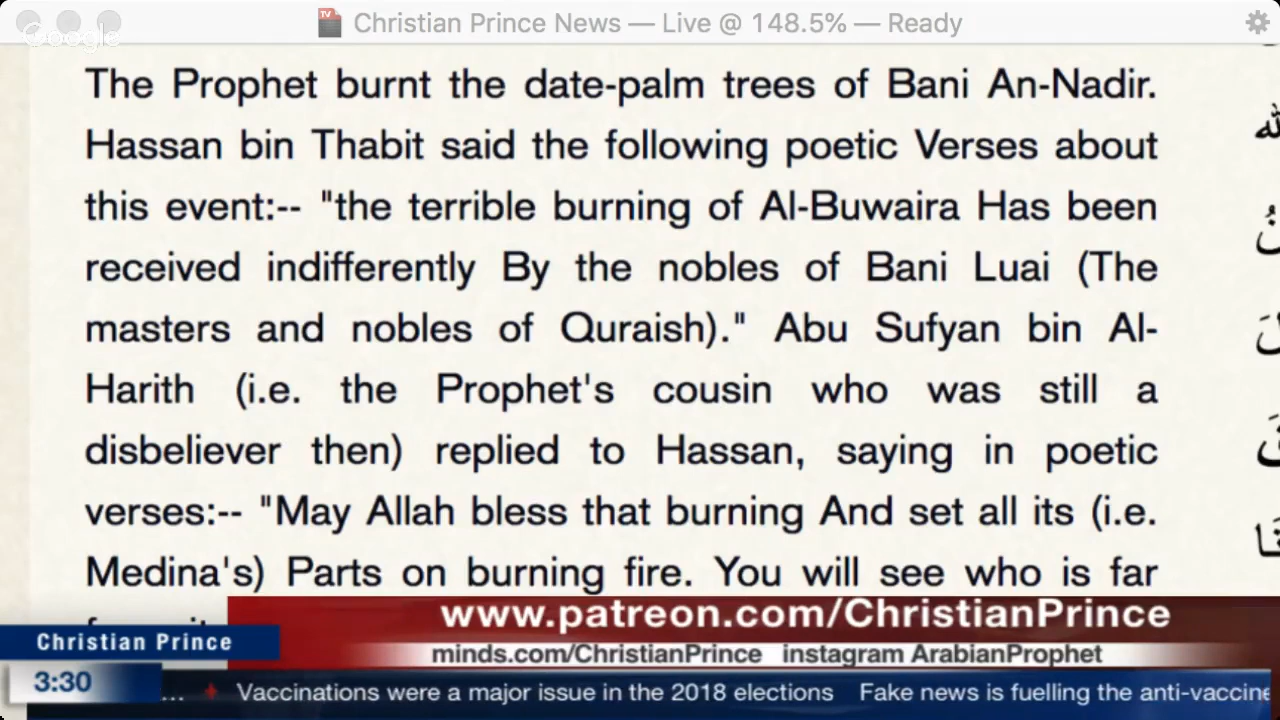 Christian Prince News — Live @ 148.5% — Ready
Google
The Prophet burnt the date-palm trees of Bani An-Nadir.
Hassan bin Thabit said the following poetic Verses about
this event:-- "the terrible burning of Al-Buwaira Has been
received indifferently By the nobles of Bani Luai (The
masters and nobles of Quraish)." Abu Sufyan bin Al-
Harith (i.e. the Prophet's cousin who was still a
disbeliever then) replied to Hassan, saying in poetic
verses:-- "May Allah bless that burning And set all its (i.e.
Medina's) Parts on burning fire. You will see who is far
www.patreon.com/ChristianPrince
Christian Prince
minds.com/ChristianPrince instagram ArabianProphet
3:30
... Vaccinations were a major issue in the 2018 elections Fake news is fuelling the anti-vaccine